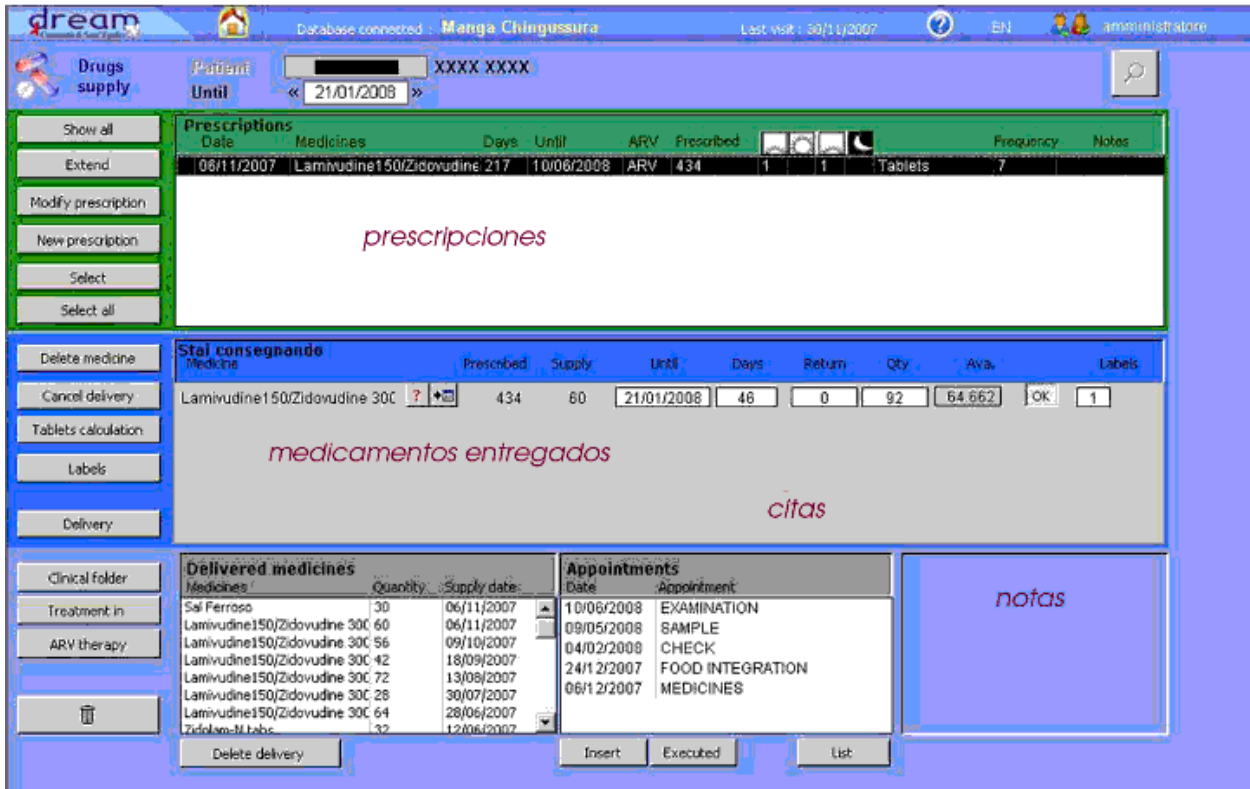 dream
Database connected : Manga Chingussura Last visit : 30/11/2007 ? EN amministratore
Drugs supply
Patient XXXX XXXX
Until « 21/01/2008 »
Show all
Extend
Modify prescription
New prescription
Select
Select all
Prescriptions
Date Medicines Days Until ARV Prescribed Frequency Notes
06/11/2007 Lamivudine150/Zidovudine 217 10/06/2008 ARV 434 1 1 Tablets 7
prescripciones
Delete medicine
Cancel delivery
Tablets calculation
Labels
Delivery
Stai consegnando
Medicine Prescribed Supply Until Days Return Qty Ava. Labels
Lamivudine150/Zidovudine 300 ? 434 60 21/01/2008 46 0 92 64.662 OK 1
medicamentos entregados
citas
Clinical folder
Treatment in
ARV therapy
Delivered medicines
Medicines Quantity Supply date
Sal Ferroso 30 06/11/2007
Lamivudine150/Zidovudine 300 60 06/11/2007
Lamivudine150/Zidovudine 300 56 09/10/2007
Lamivudine150/Zidovudine 300 42 18/09/2007
Lamivudine150/Zidovudine 300 72 13/08/2007
Lamivudine150/Zidovudine 300 28 30/07/2007
Lamivudine150/Zidovudine 300 64 28/06/2007
Zidolam-N tabs 32 12/06/2007
Delete delivery
Appointments
Date Appointment
10/06/2008 EXAMINATION
09/05/2008 SAMPLE
04/02/2008 CHECK
24/12/2007 FOOD INTEGRATION
06/12/2007 MEDICINES
Insert Executed List
notas